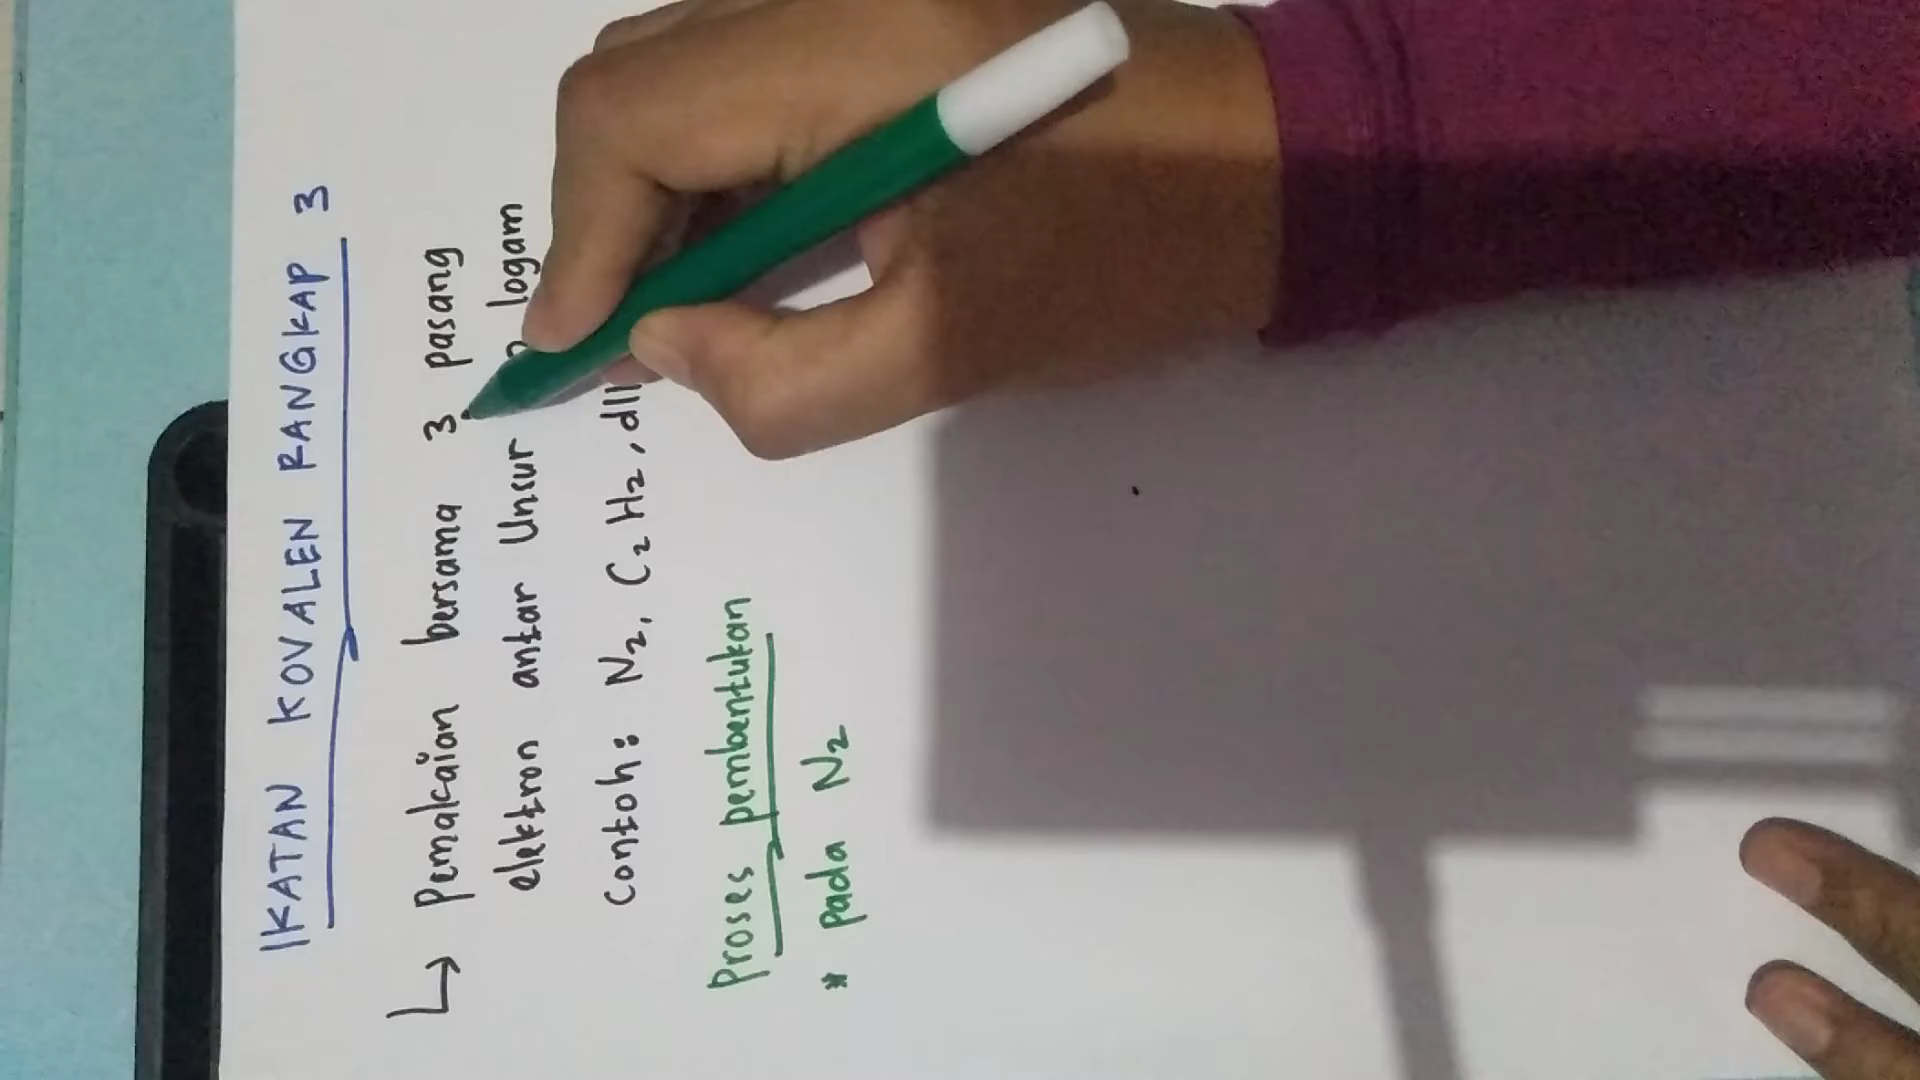 IKATAN KOVALEN RANGKAP 3
↳ Pemakaian bersama 3 pasang
elektron antar Unsur logam
Contoh : N₂, C₂H₂, dll
Proses pembentukan
* pada N₂